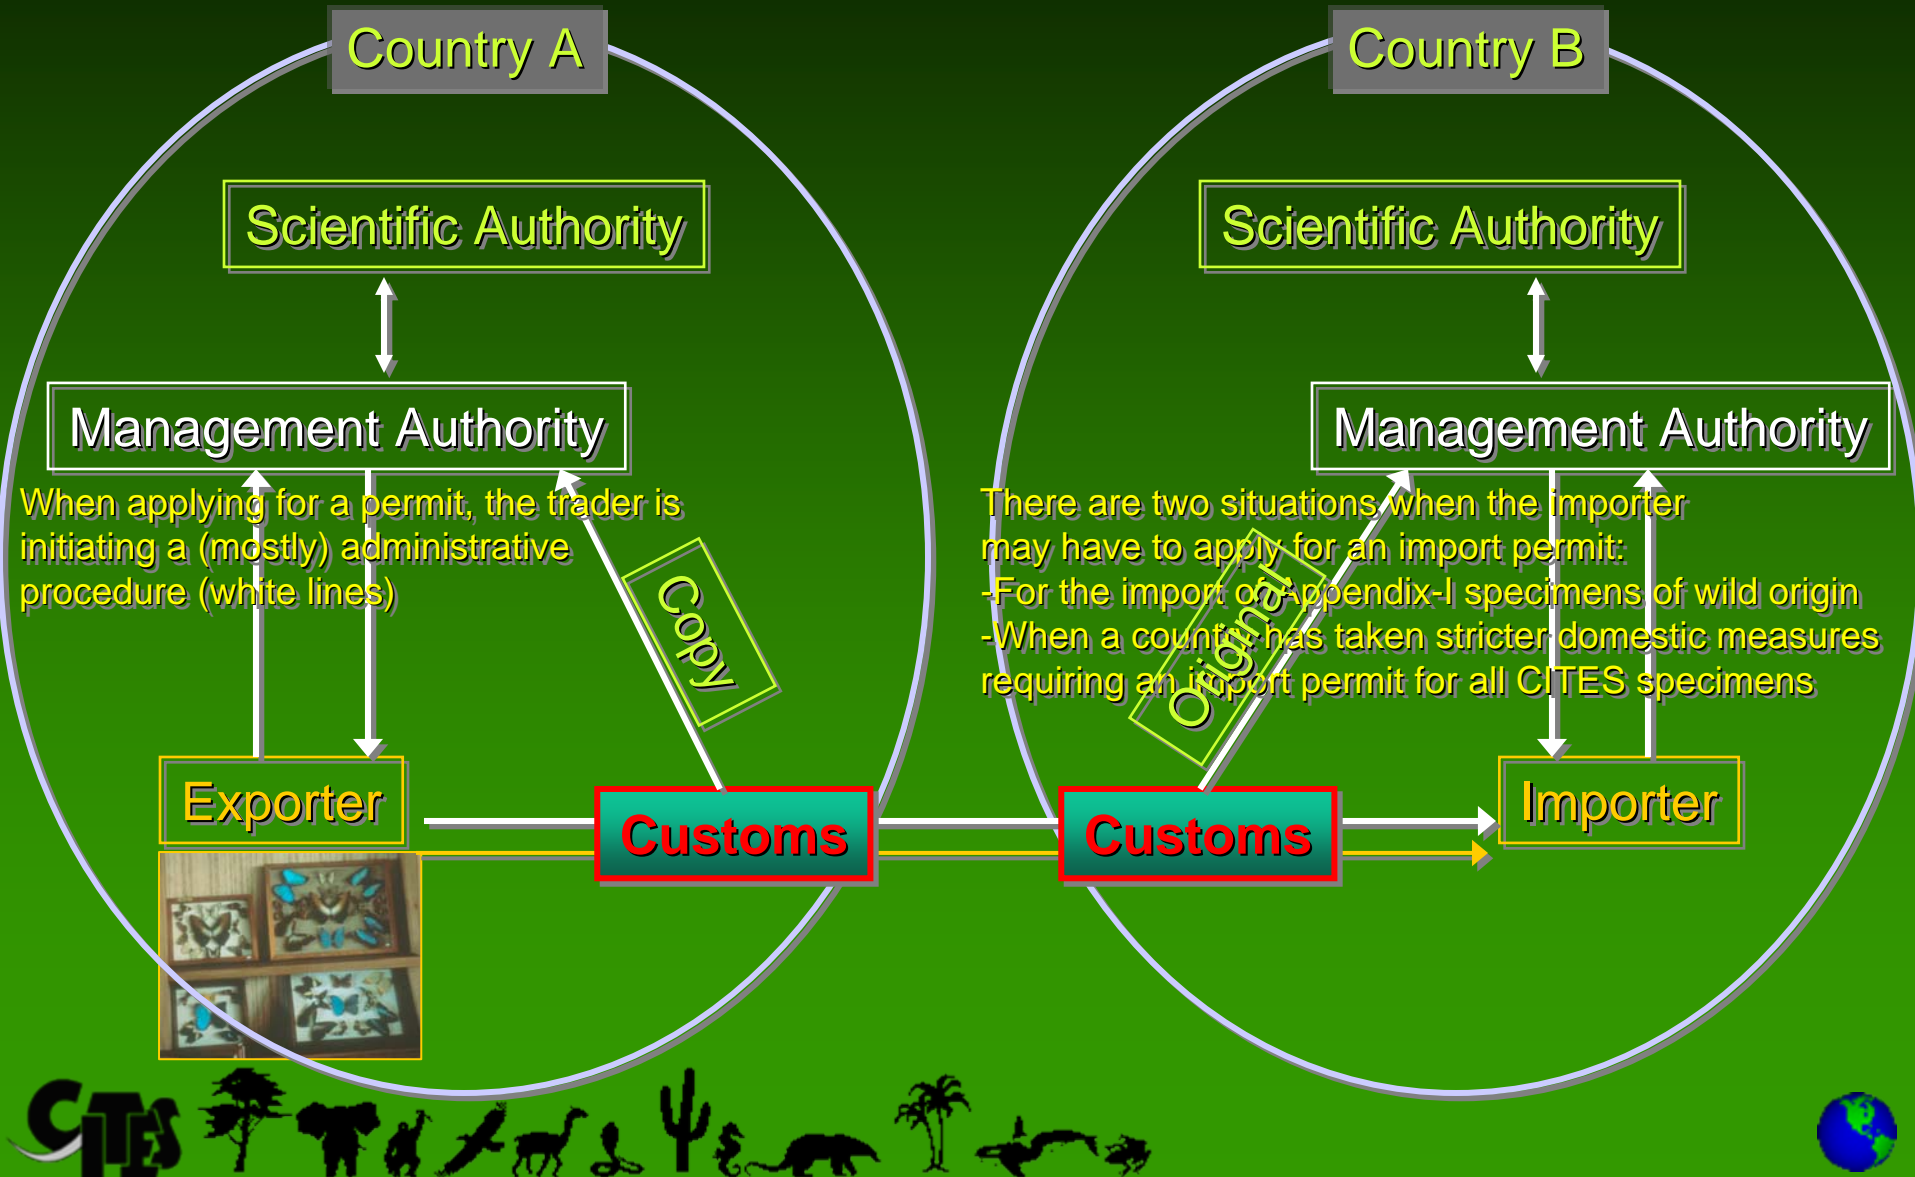 Country A
Country B
Scientific Authority
Scientific Authority
Management Authority
Management Authority
When applying for a permit, the trader is
initiating a (mostly) administrative
procedure (white lines)
There are two situations when the importer
may have to apply for an import permit:
-For the import of Appendix-I specimens of wild origin
-When a country has taken stricter domestic measures
requiring an import permit for all CITES specimens
Copy
Original
Exporter
Customs
Customs
Importer
CITES